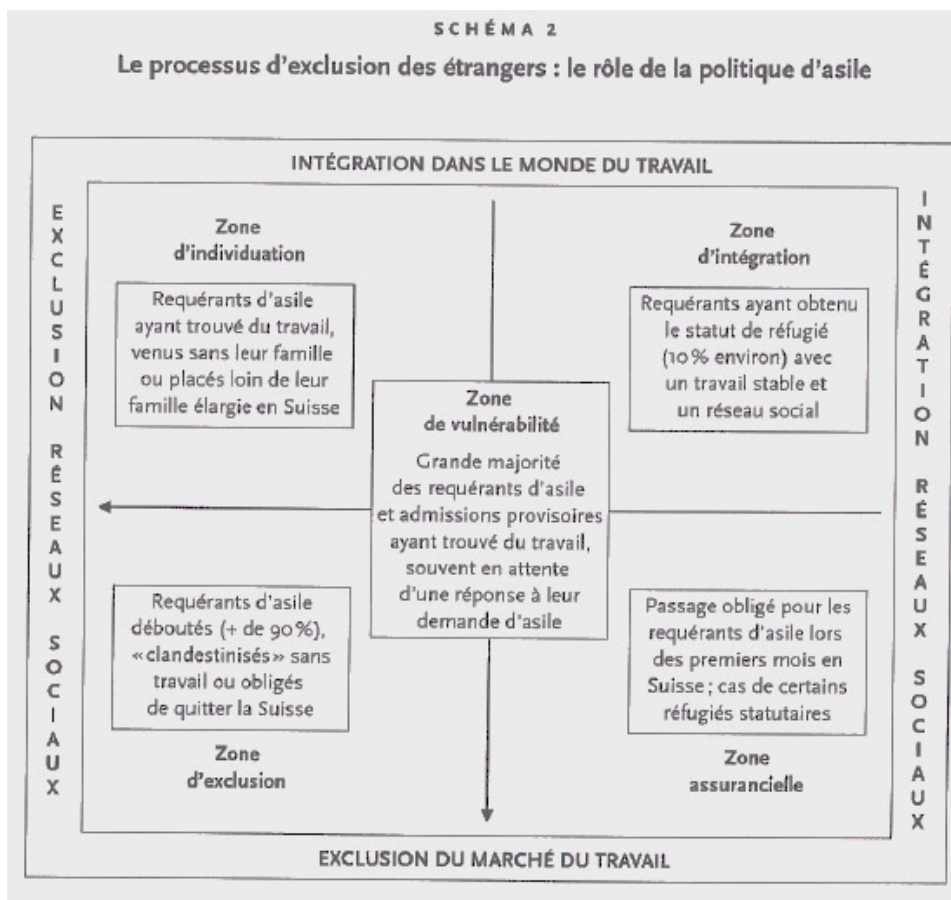 SCHÉMA 2
Le processus d'exclusion des étrangers : le rôle de la politique d'asile
INTÉGRATION DANS LE MONDE DU TRAVAIL
EXCLUSION RÉSEAUX SOCIAUX
Zone
d'individuation
Requérants d'asile
ayant trouvé du travail,
venus sans leur famille
ou placés loin de leur
famille élargie en Suisse
Zone
d'intégration
Requérants ayant obtenu
le statut de réfugié
(10% environ) avec
un travail stable et
un réseau social
Zone
de vulnérabilité
Grande majorité
des requérants d'asile
et admissions provisoires
ayant trouvé du travail,
souvent en attente
d'une réponse à leur
demande d'asile
Requérants d'asile
déboutés (+ de 90%),
«clandestinisés» sans
travail ou obligés
de quitter la Suisse
Zone
d'exclusion
Passage obligé pour les
requérants d'asile lors
des premiers mois en
Suisse ; cas de certains
réfugiés statutaires
Zone
assurancielle
INTÉGRATION RÉSEAUX SOCIAUX
EXCLUSION DU MARCHÉ DU TRAVAIL